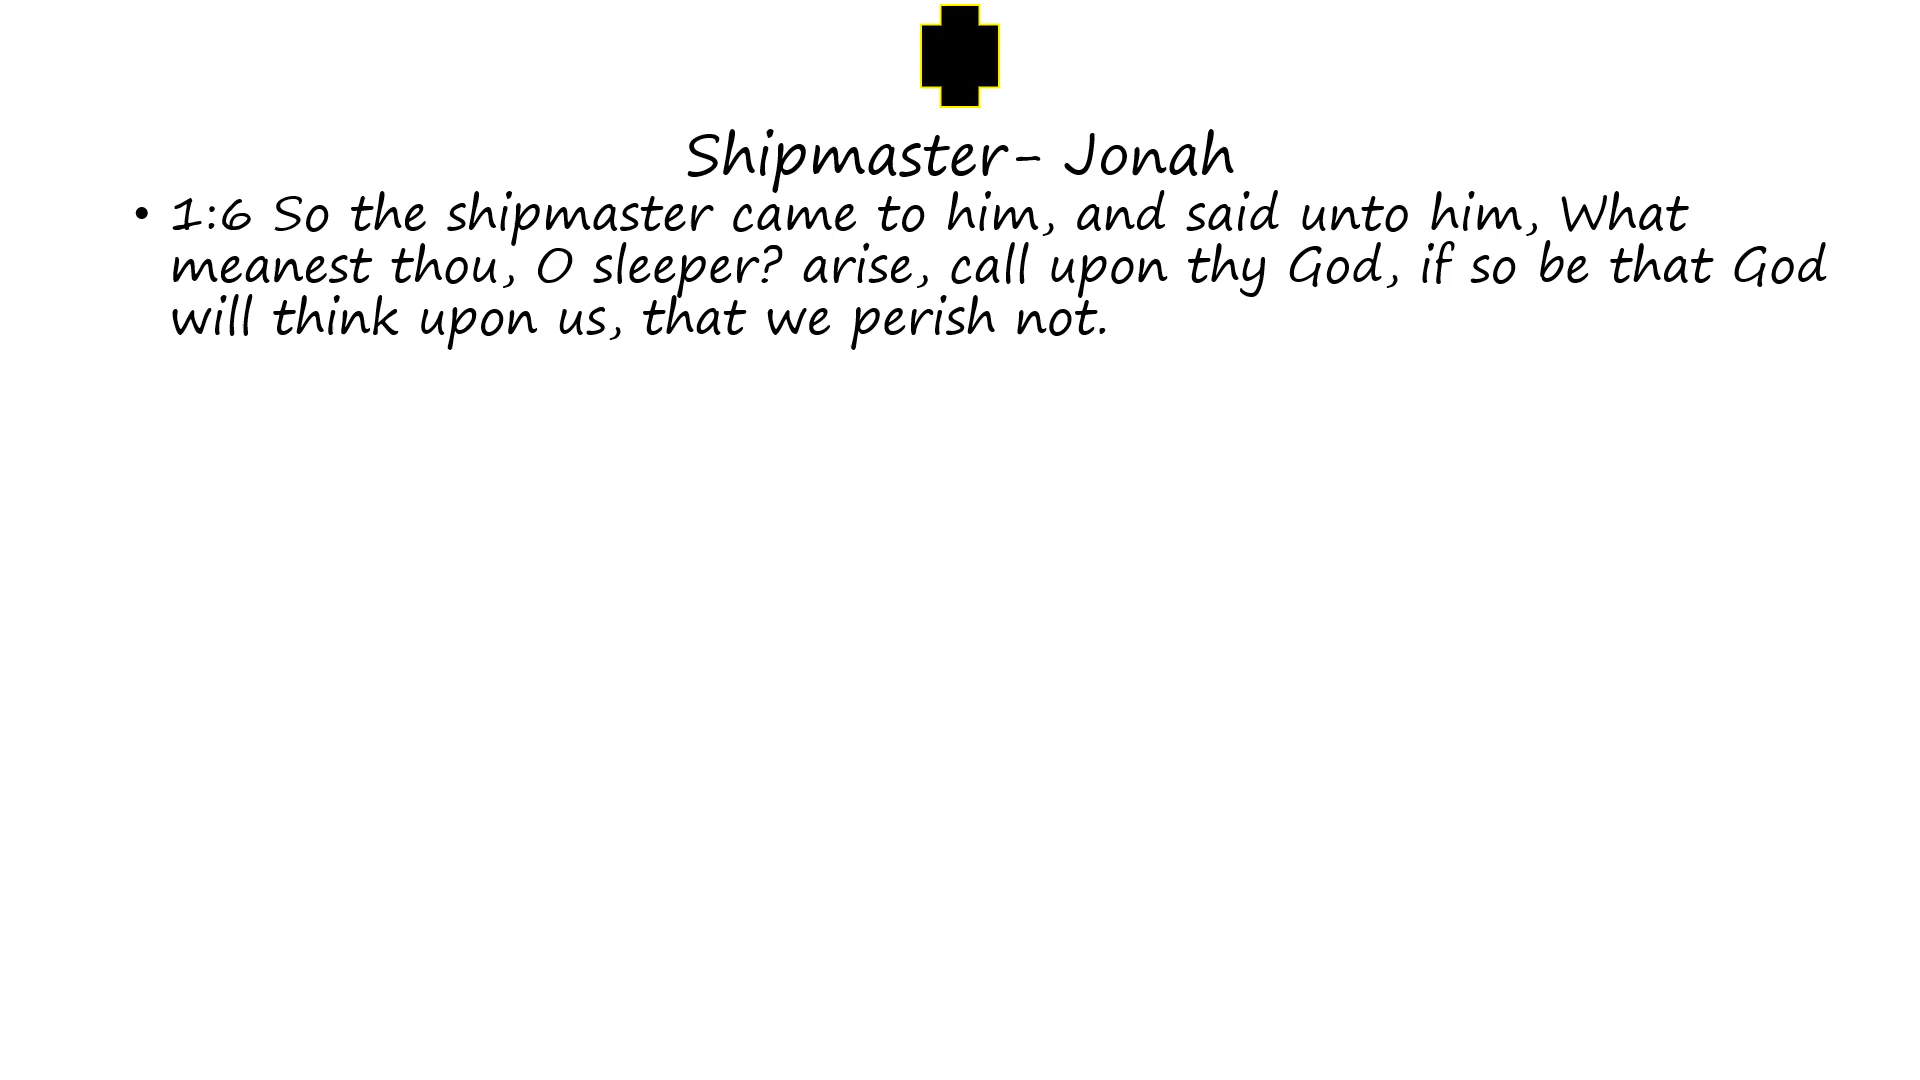 Shipmaster- Jonah
• 1:6 So the shipmaster came to him, and said unto him, What
meanest thou, O sleeper? arise, call upon thy God, if so be that God
will think upon us, that we perish not.